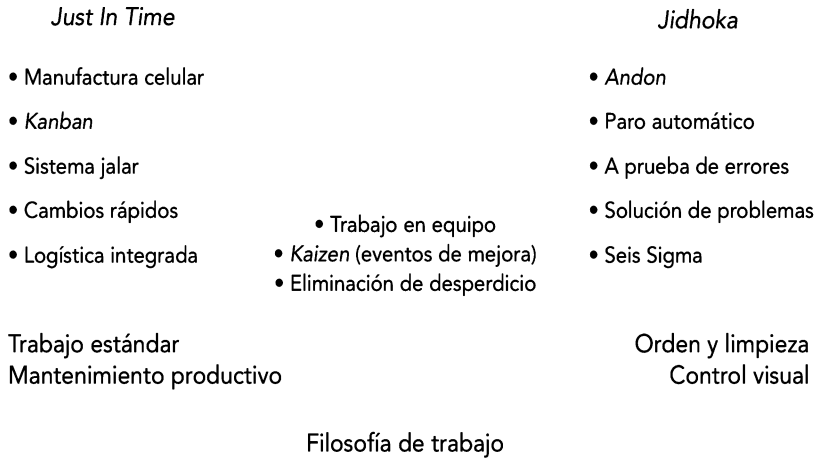 Just In Time
• Manufactura celular
• Kanban
• Sistema jalar
• Cambios rápidos
• Logística integrada
• Trabajo en equipo
• Kaizen (eventos de mejora)
• Eliminación de desperdicio
Jidhoka
• Andon
• Paro automático
• A prueba de errores
• Solución de problemas
• Seis Sigma
Trabajo estándar
Mantenimiento productivo
Orden y limpieza
Control visual
Filosofía de trabajo